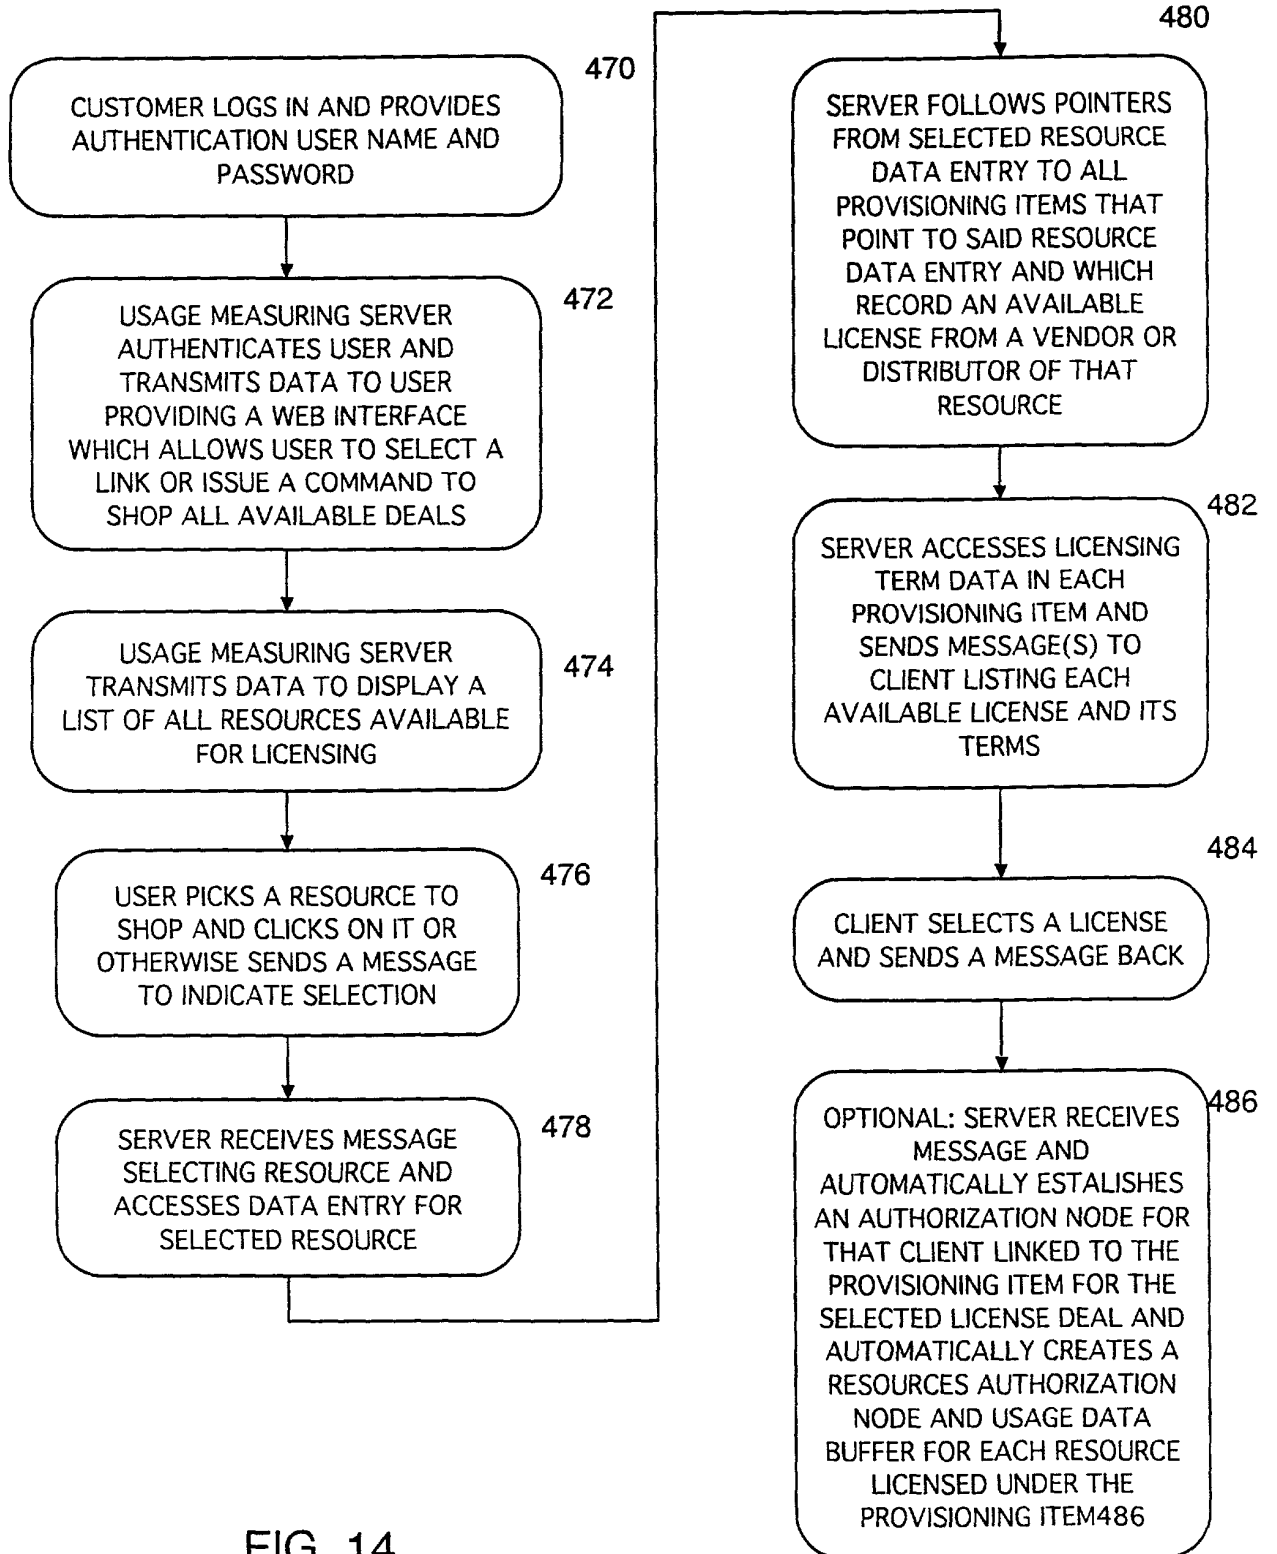 470
CUSTOMER LOGS IN AND PROVIDES
AUTHENTICATION USER NAME AND
PASSWORD
472
USAGE MEASURING SERVER
AUTHENTICATES USER AND
TRANSMITS DATA TO USER
PROVIDING A WEB INTERFACE
WHICH ALLOWS USER TO SELECT A
LINK OR ISSUE A COMMAND TO
SHOP ALL AVAILABLE DEALS
474
USAGE MEASURING SERVER
TRANSMITS DATA TO DISPLAY A
LIST OF ALL RESOURCES AVAILABLE
FOR LICENSING
476
USER PICKS A RESOURCE TO
SHOP AND CLICKS ON IT OR
OTHERWISE SENDS A MESSAGE
TO INDICATE SELECTION
478
SERVER RECEIVES MESSAGE
SELECTING RESOURCE AND
ACCESSES DATA ENTRY FOR
SELECTED RESOURCE
480
SERVER FOLLOWS POINTERS
FROM SELECTED RESOURCE
DATA ENTRY TO ALL
PROVISIONING ITEMS THAT
POINT TO SAID RESOURCE
DATA ENTRY AND WHICH
RECORD AN AVAILABLE
LICENSE FROM A VENDOR OR
DISTRIBUTOR OF THAT
RESOURCE
482
SERVER ACCESSES LICENSING
TERM DATA IN EACH
PROVISIONING ITEM AND
SENDS MESSAGE(S) TO
CLIENT LISTING EACH
AVAILABLE LICENSE AND ITS
TERMS
484
CLIENT SELECTS A LICENSE
AND SENDS A MESSAGE BACK
486
OPTIONAL: SERVER RECEIVES
MESSAGE AND
AUTOMATICALLY ESTALISHES
AN AUTHORIZATION NODE FOR
THAT CLIENT LINKED TO THE
PROVISIONING ITEM FOR THE
SELECTED LICENSE DEAL AND
AUTOMATICALLY CREATES A
RESOURCES AUTHORIZATION
NODE AND USAGE DATA
BUFFER FOR EACH RESOURCE
LICENSED UNDER THE
PROVISIONING ITEM486
FIG. 14